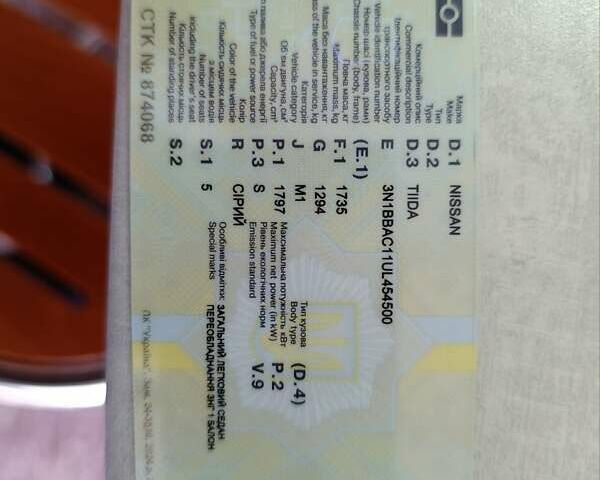 Марка
Make D.1 NISSAN
Тип
Type D.2
Комерційний опис
Commercial description D.3 TIIDA
Ідентифікаційний номер
транспортного засобу
Vehicle identification number E 3N1BBAC11UL454500
Номер шасі (кузова, рами)
Chassis number (body, frame) (E.1)
Повна маса, кг
Maximum mass, kg F.1 1735
Маса без навантаження, кг
Mass of the vehicle in service, kg G 1294
Категорія
Vehicle category J M1 Тип кузова
Body type (D.4)
Об'єм двигуна, см³
Capacity, cm³ P.1 1797 Максимальна потужність кВт
Maximum net power (in kW) P.2
палива або джерела енергії
Type of fuel or power source P.3 S Рівень екологічних норм
Emission standard V.9
Колір
Color of the vehicle R СІРИЙ
Кількість сидячих місць
з місцем водія
Number of seats
including the driver's seat S.1 5
Кількість стоячих місць
Number of standing places S.2
Особливі відмітки: ЗАГАЛЬНИЙ ЛЕГКОВИЙ СЕДАН
Special marks ПЕРЕОБЛАДНАННЯ ЗНГ 1 БАЛОН
СТК № 874068
ПК "Україна".